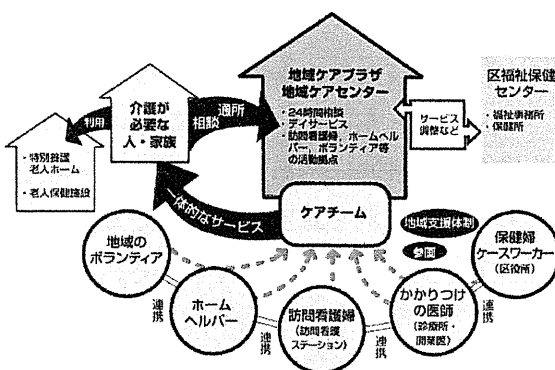 地域ケアプラザ
地域ケアセンター
・24時間相談
・デイサービス
・訪問看護婦，ホームヘル
パー，ボランティア等
の活動拠点
区福祉保健
センター
・福祉事務所
・保健所
サービス
調整など
介護が
必要な
人・家族
利用
相談
通所
・特別養護
老人ホーム
・老人保健施設
一体的なサービス
ケアチーム
地域支援体制
参画
地域の
ボランティア
ホーム
ヘルパー
訪問看護婦
（訪問看護
ステーション）
かかりつけ
の医師
（診療所・
開業医）
保健婦
ケースワーカー
（区役所）
連携
連携
連携
連携